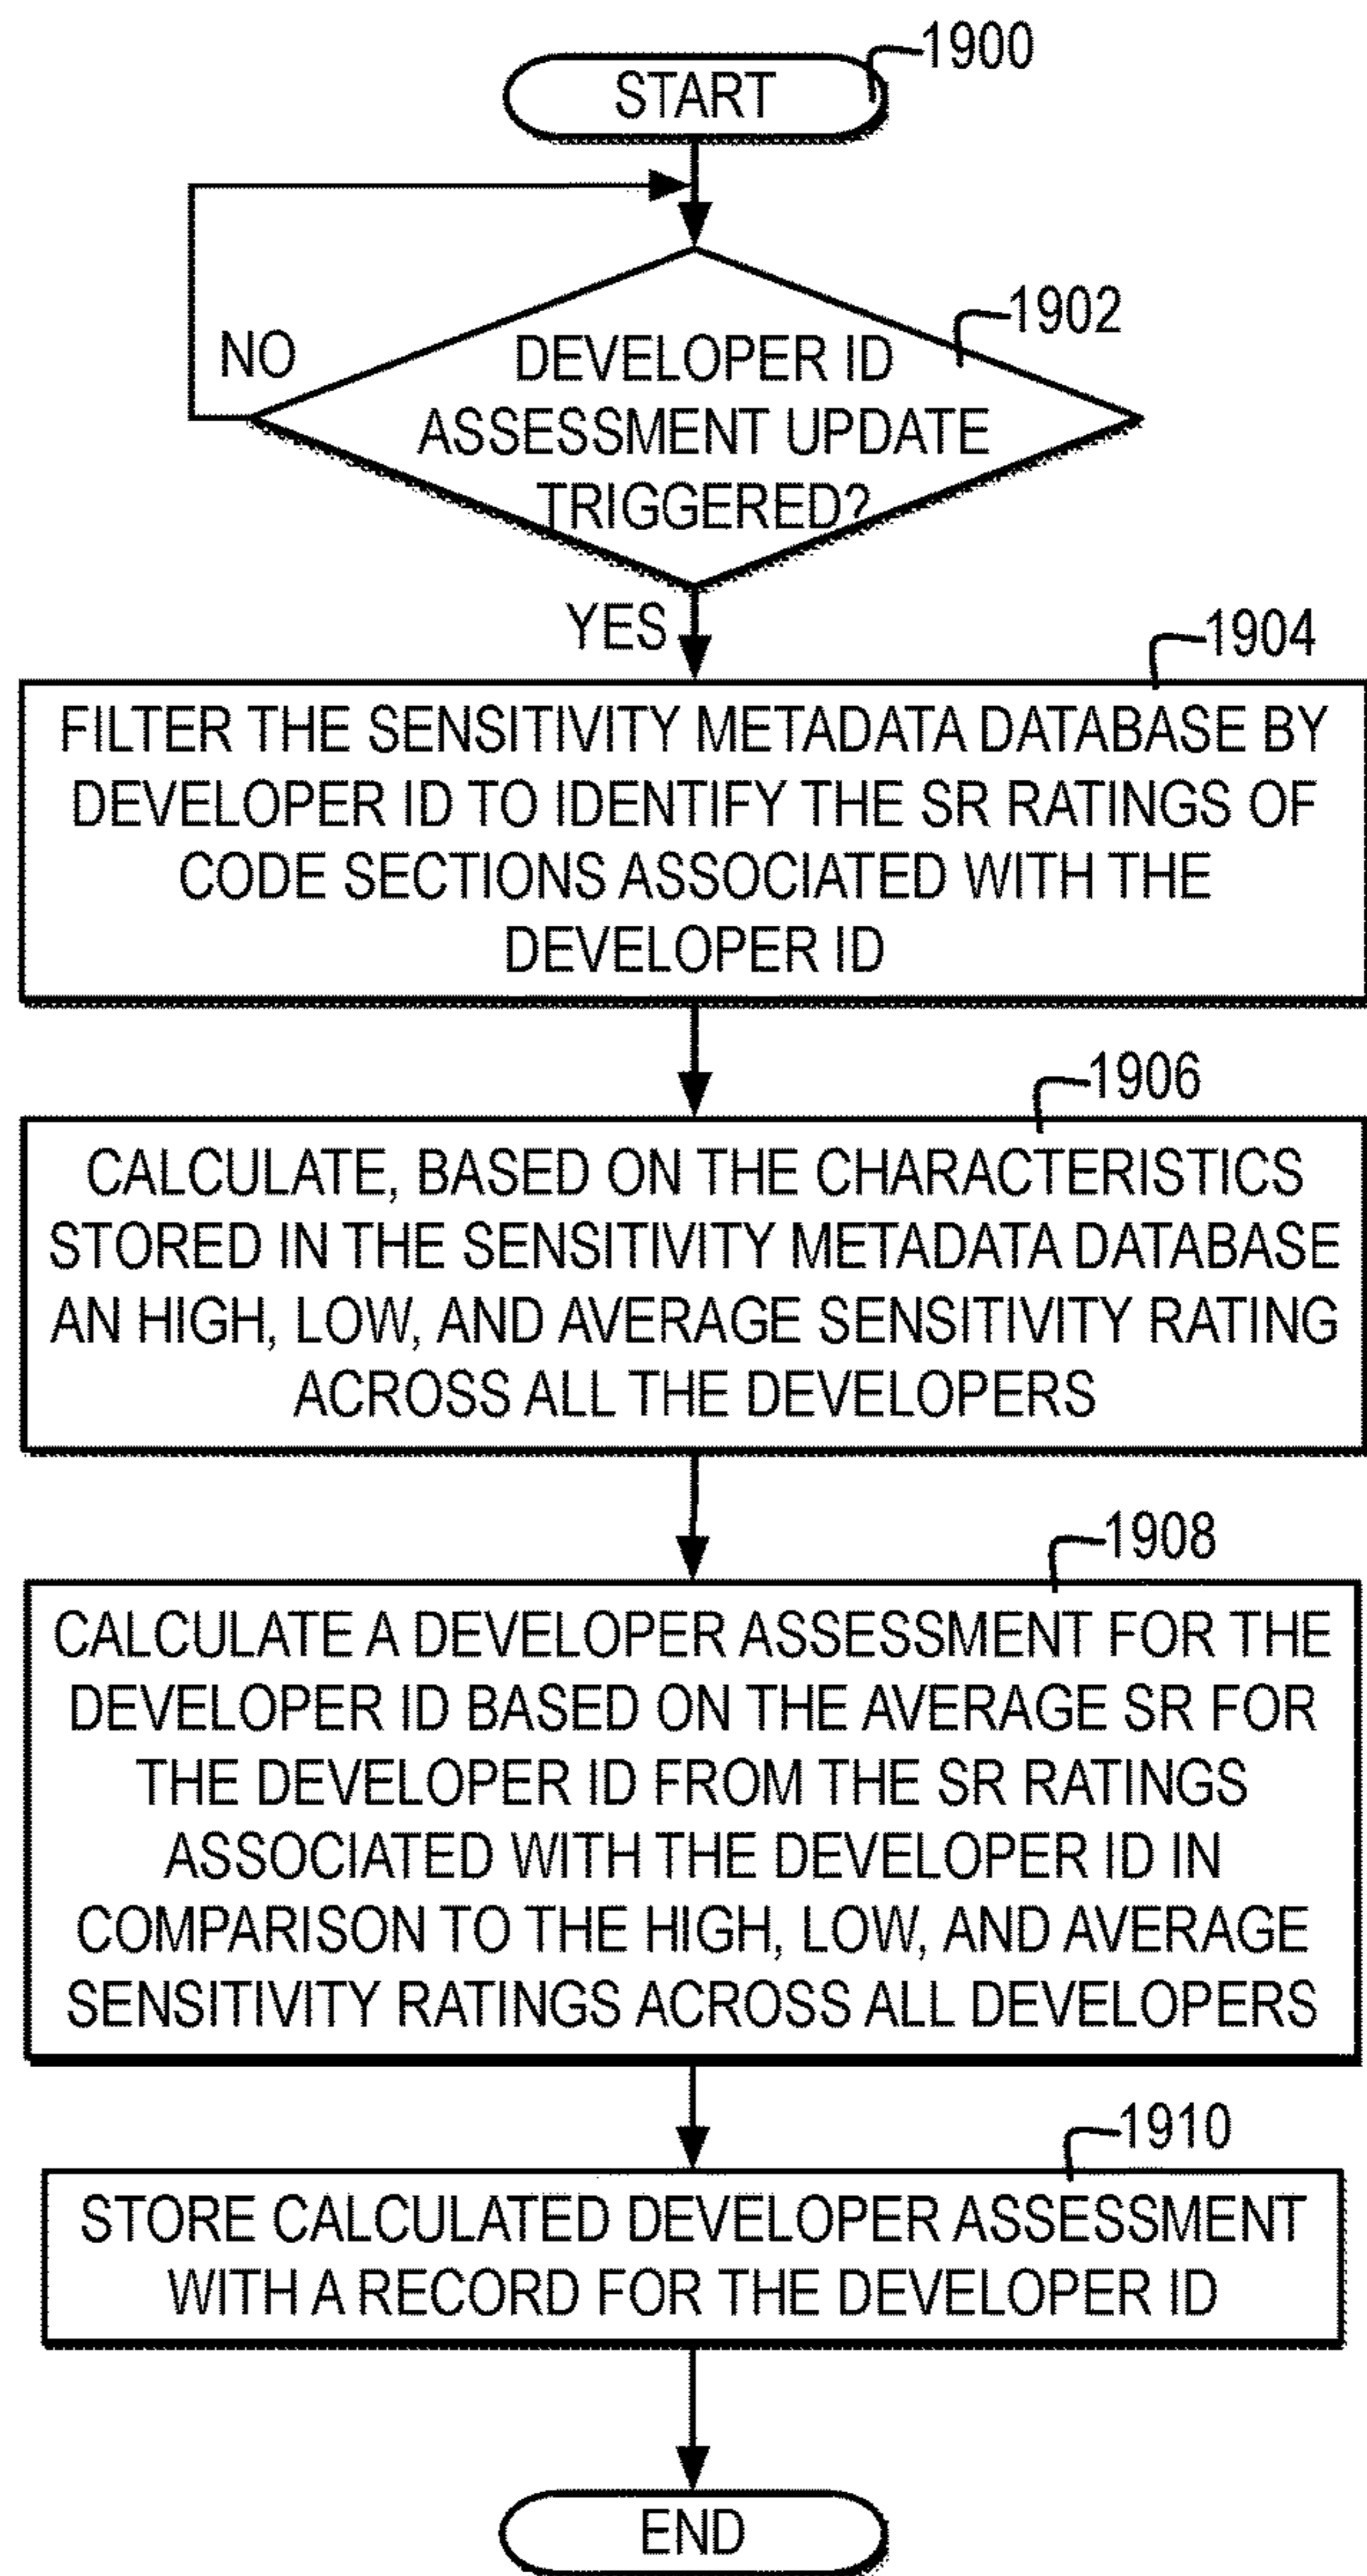 1900
START
1902
NO
DEVELOPER ID
ASSESSMENT UPDATE
TRIGGERED?
YES
1904
FILTER THE SENSITIVITY METADATA DATABASE BY
DEVELOPER ID TO IDENTIFY THE SR RATINGS OF
CODE SECTIONS ASSOCIATED WITH THE
DEVELOPER ID
1906
CALCULATE, BASED ON THE CHARACTERISTICS
STORED IN THE SENSITIVITY METADATA DATABASE
AN HIGH, LOW, AND AVERAGE SENSITIVITY RATING
ACROSS ALL THE DEVELOPERS
1908
CALCULATE A DEVELOPER ASSESSMENT FOR THE
DEVELOPER ID BASED ON THE AVERAGE SR FOR
THE DEVELOPER ID FROM THE SR RATINGS
ASSOCIATED WITH THE DEVELOPER ID IN
COMPARISON TO THE HIGH, LOW, AND AVERAGE
SENSITIVITY RATINGS ACROSS ALL DEVELOPERS
1910
STORE CALCULATED DEVELOPER ASSESSMENT
WITH A RECORD FOR THE DEVELOPER ID
END